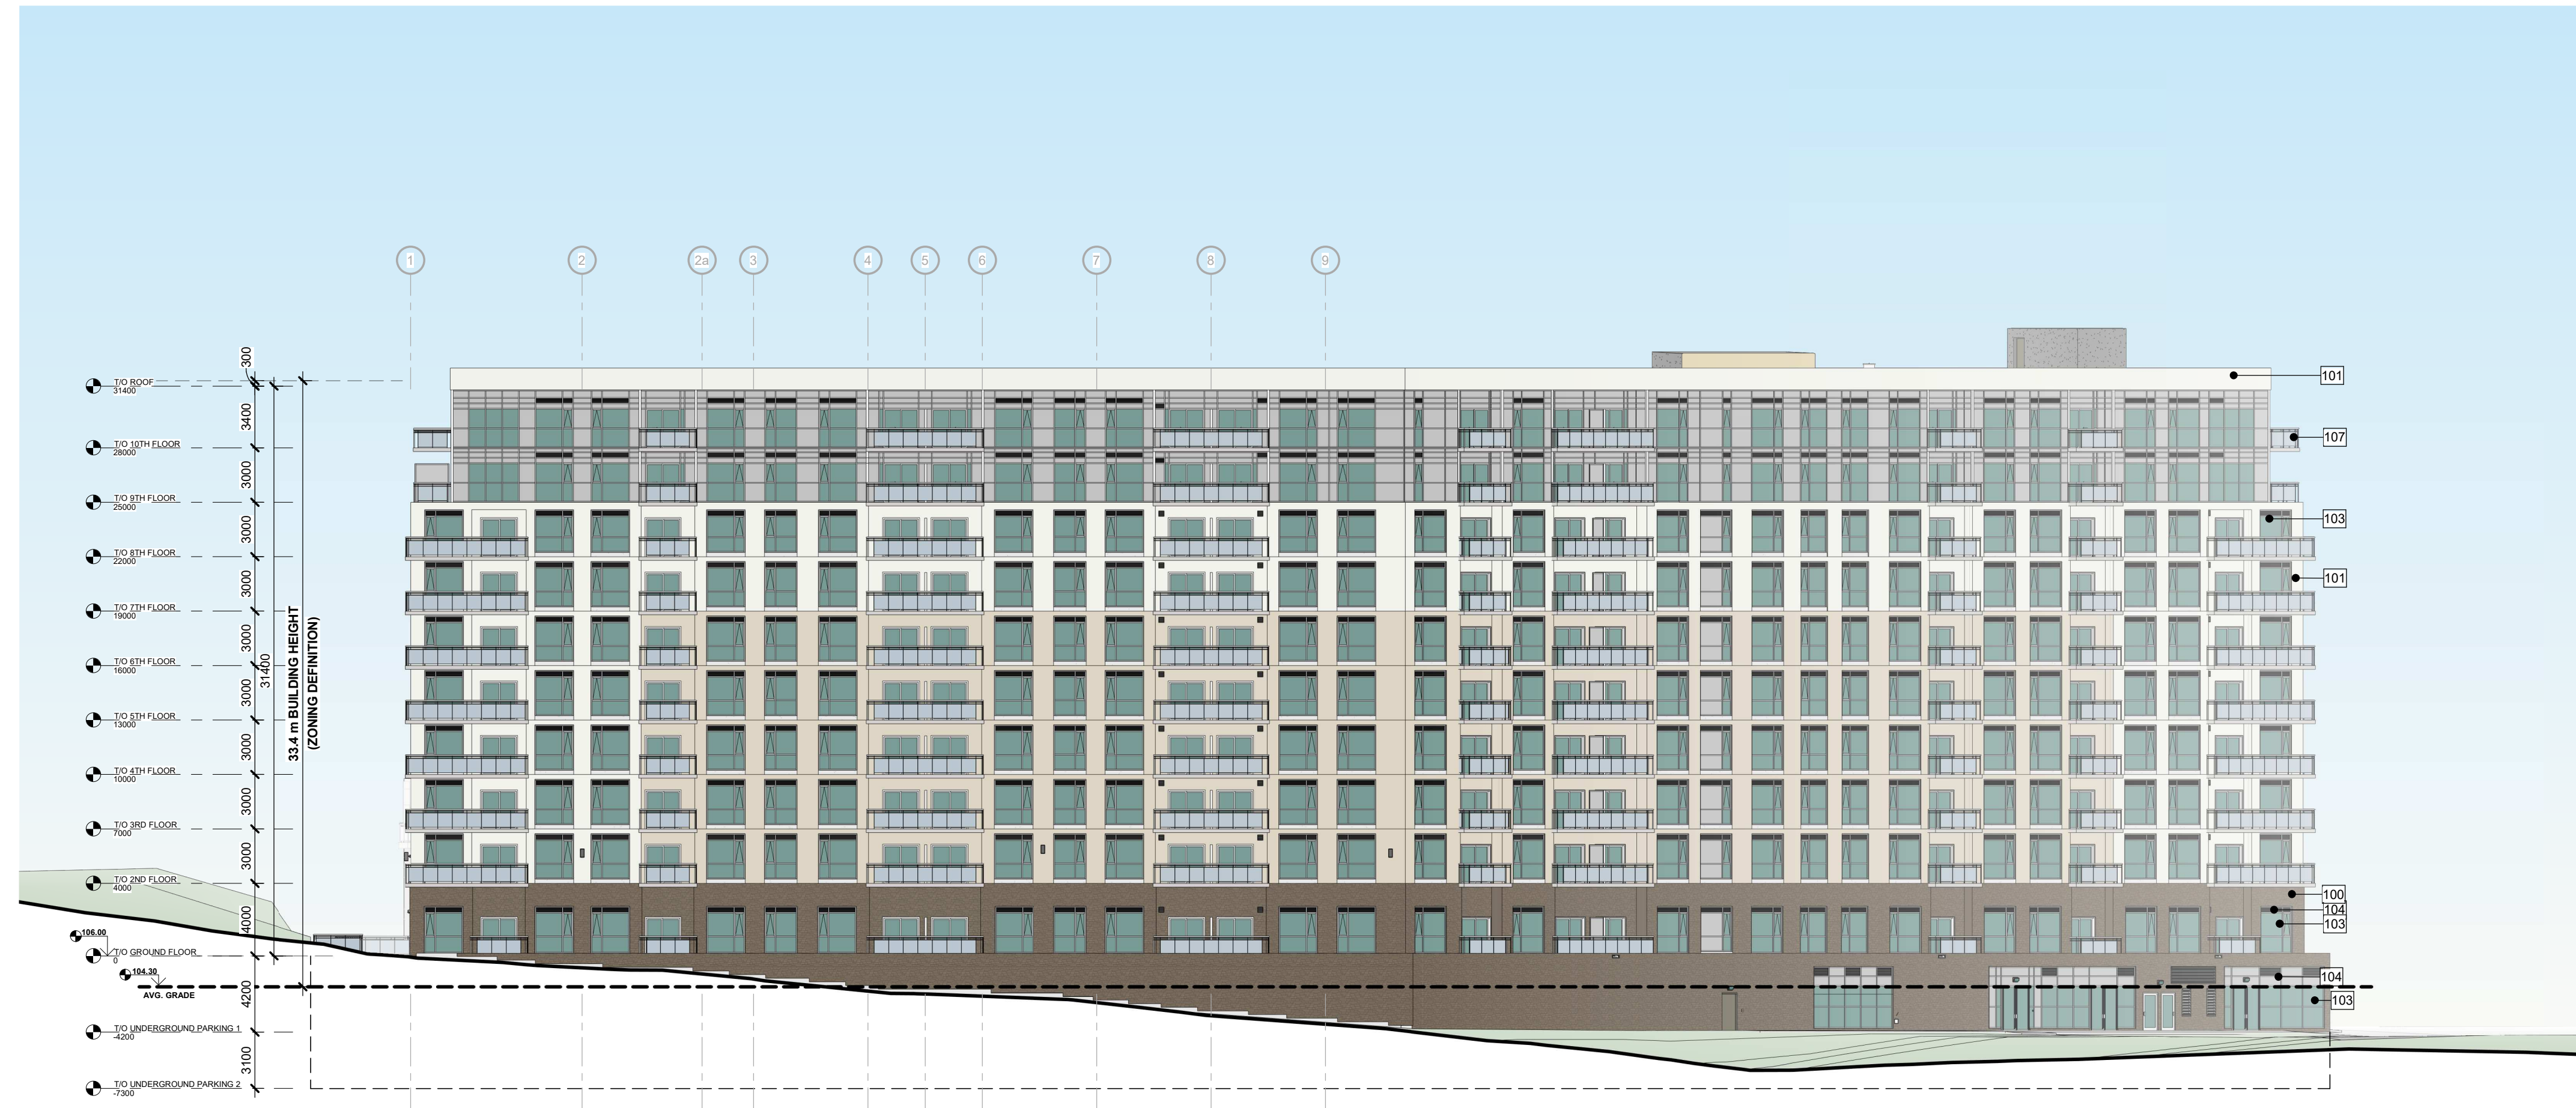 1 2 2a 3 4 5 6 7 8 9
300
T/O ROOF
31400
101
3400
T/O 10TH FLOOR
28000
107
3000
T/O 9TH FLOOR
25000
103
3000
T/O 8TH FLOOR
22000
101
3000
T/O 7TH FLOOR
19000
3000
T/O 6TH FLOOR
16000
31400
33.4 m BUILDING HEIGHT
(ZONING DEFINITION)
3000
T/O 5TH FLOOR
13000
3000
T/O 4TH FLOOR
10000
3000
T/O 3RD FLOOR
7000
3000
T/O 2ND FLOOR
4000
100
104
103
4000
106.00
T/O GROUND FLOOR
0
104.30
AVG. GRADE
104
103
4200
T/O UNDERGROUND PARKING 1
-4200
3100
T/O UNDERGROUND PARKING 2
-7300